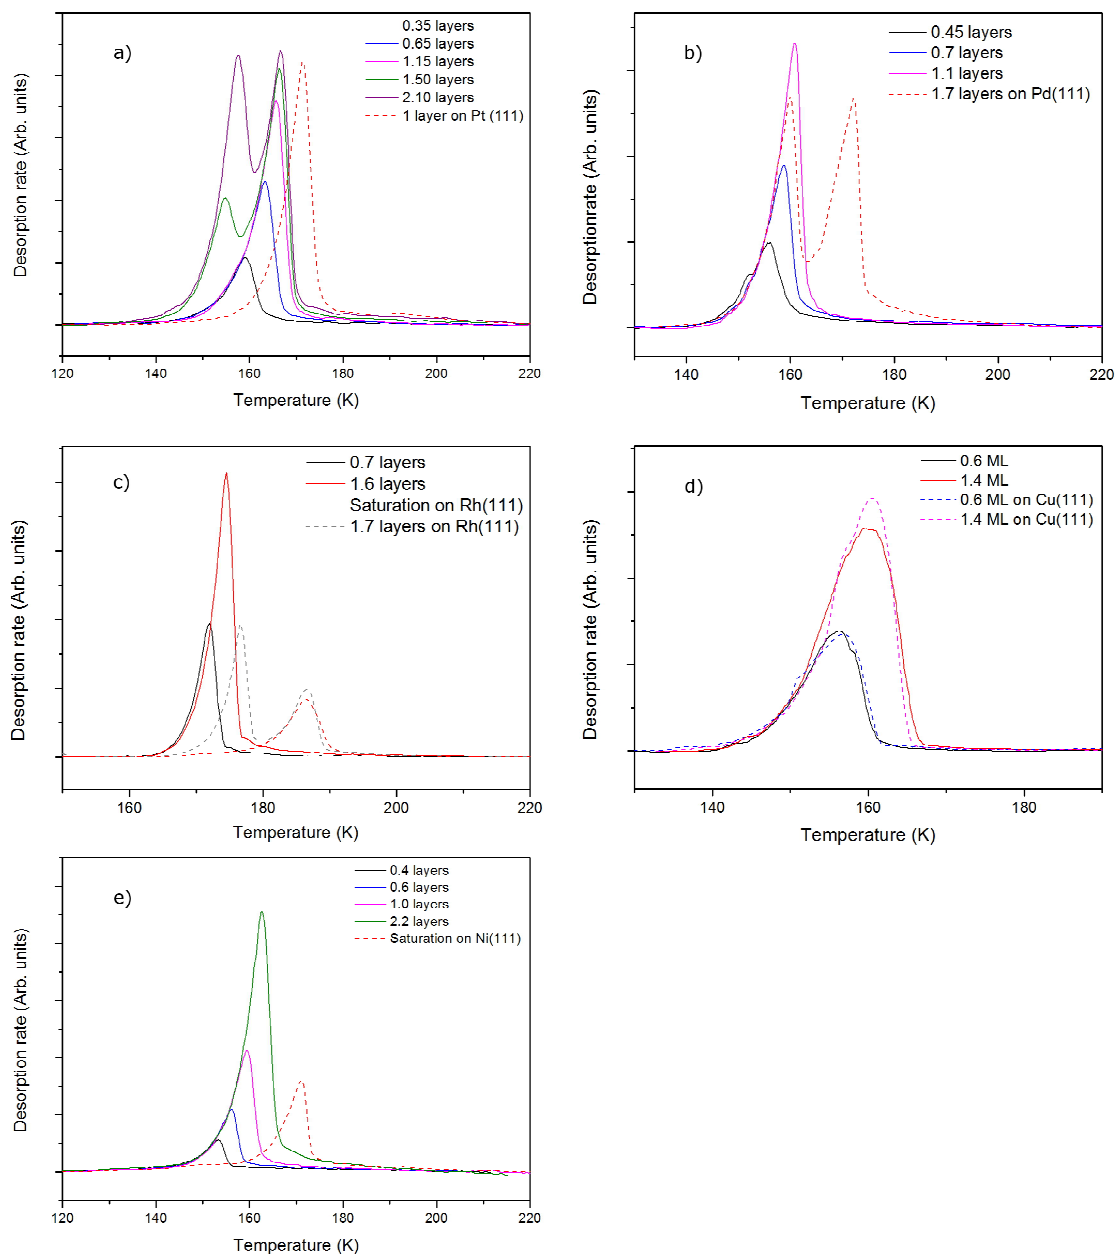 a)
0.35 layers
0.65 layers
1.15 layers
1.50 layers
2.10 layers
1 layer on Pt (111)
Desorption rate (Arb. units)
120 140 160 180 200 220
Temperature (K)
b)
0.45 layers
0.7 layers
1.1 layers
1.7 layers on Pd(111)
Desorptionrate (Arb. units)
140 160 180 200 220
Temperature (K)
c)
0.7 layers
1.6 layers
Saturation on Rh(111)
1.7 layers on Rh(111)
Desorption rate (Arb. units)
160 180 200 220
Temperature (K)
d)
0.6 ML
1.4 ML
0.6 ML on Cu(111)
1.4 ML on Cu(111)
Desorption rate (Arb. units)
140 160 180
Temperature (K)
e)
0.4 layers
0.6 layers
1.0 layers
2.2 layers
Saturation on Ni(111)
Desorption rate (Arb. units)
120 140 160 180 200 220
Temperature (K)